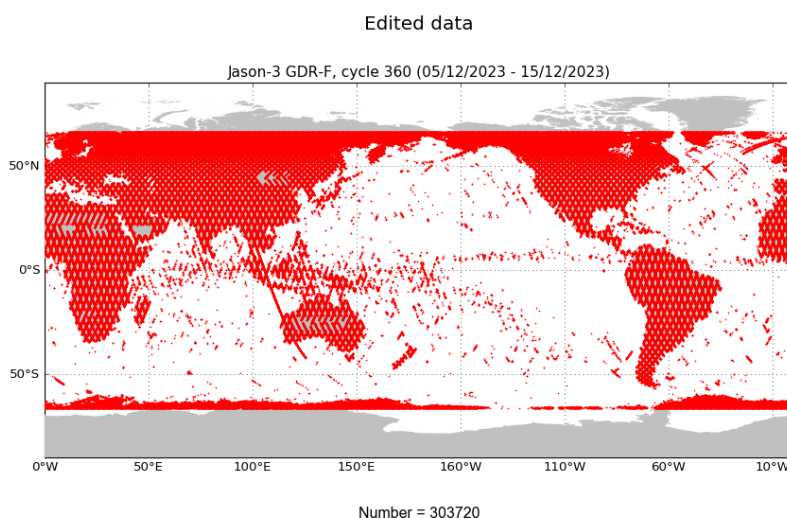 Edited data
Jason-3 GDR-F, cycle 360 (05/12/2023 - 15/12/2023)
50°N
0°S
50°S
0°W 50°E 100°E 150°E 160°W 110°W 60°W 10°W
Number = 303720